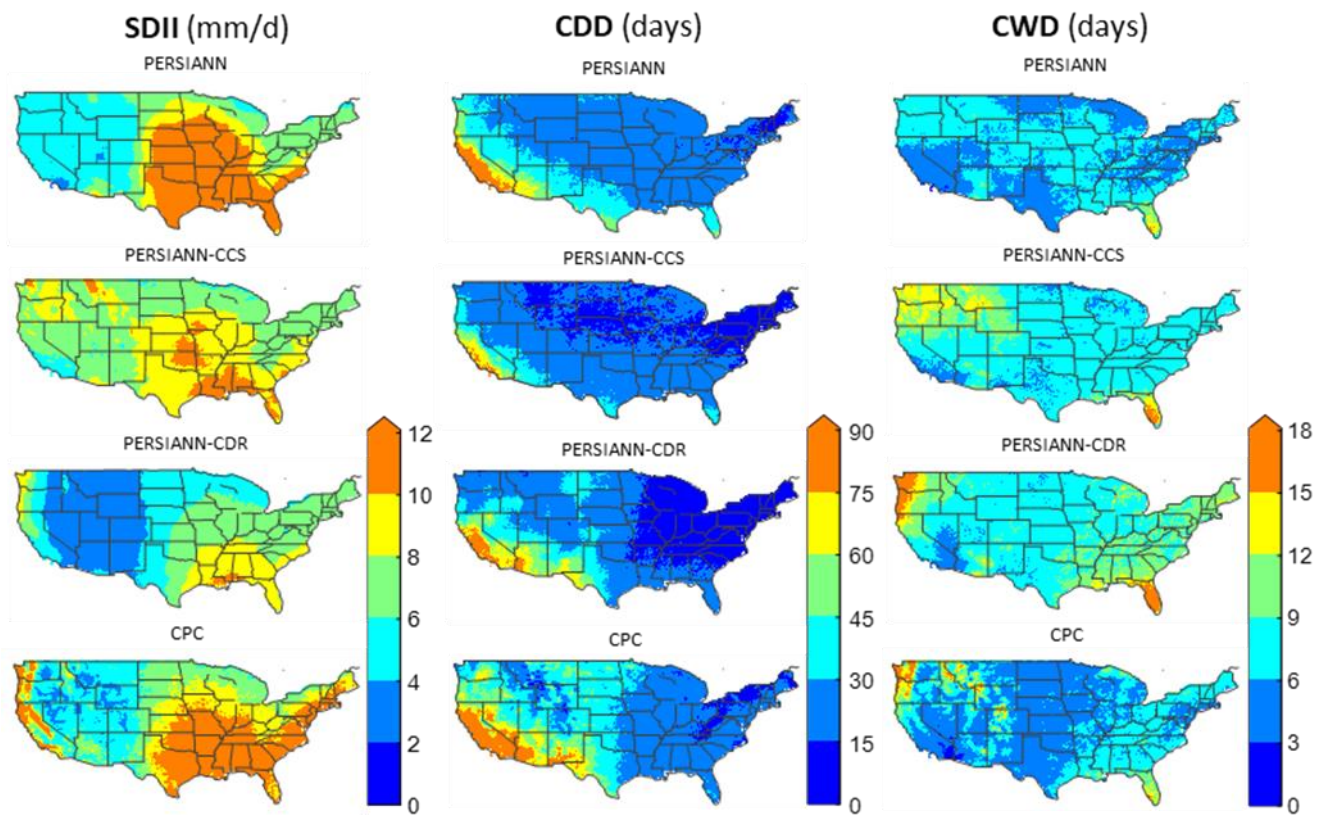 SDII (mm/d)
CDD (days)
CWD (days)
PERSIANN
PERSIANN
PERSIANN
PERSIANN-CCS
PERSIANN-CCS
PERSIANN-CCS
PERSIANN-CDR
PERSIANN-CDR
PERSIANN-CDR
CPC
CPC
CPC
12
10
8
6
4
2
0
90
75
60
45
30
15
0
18
15
12
9
6
3
0